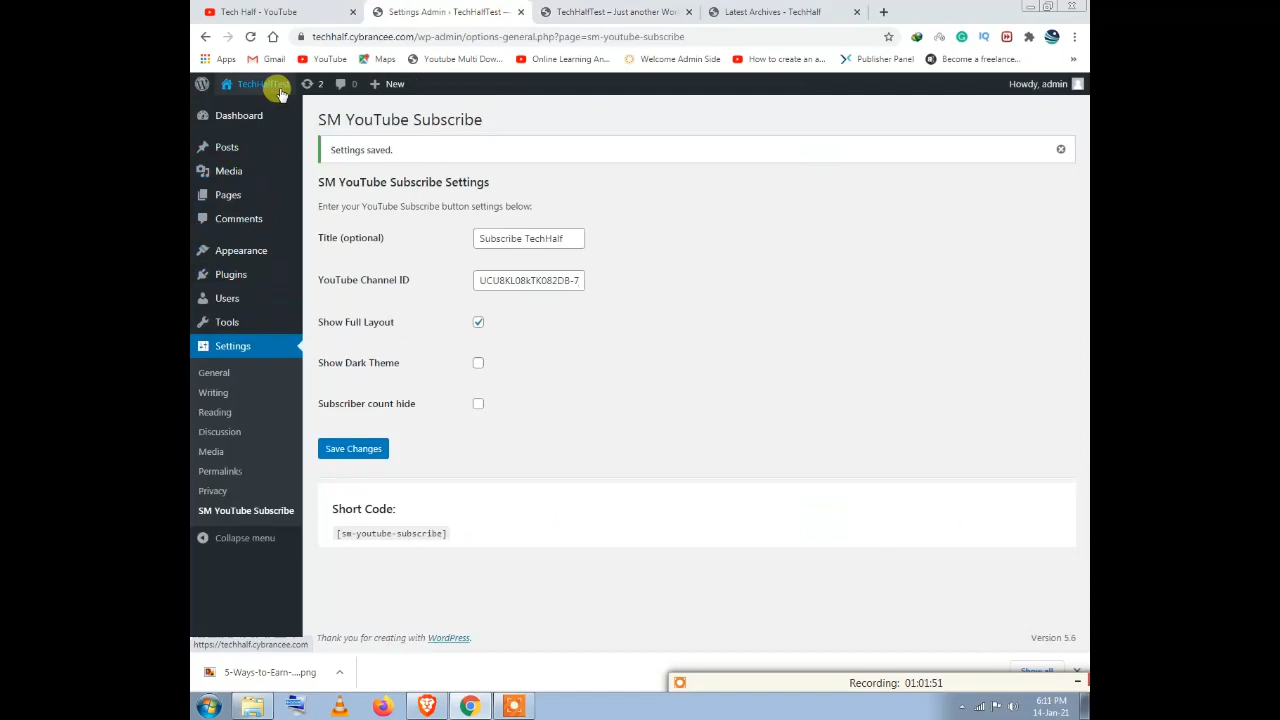 Tech Half - YouTube
Settings Admin ‹ TechHalfTest —
TechHalfTest – Just another Wor
Latest Archives - TechHalf
techhalf.cybrancee.com/wp-admin/options-general.php?page=sm-youtube-subscribe
Apps
Gmail
YouTube
Maps
Youtube Multi Dow...
Online Learning An...
Welcome Admin Side
How to create an a...
Publisher Panel
Become a freelance...
»
TechHalfTest
2
0
New
Howdy, admin
Dashboard
Posts
Media
Pages
Comments
Appearance
Plugins
Users
Tools
Settings
General
Writing
Reading
Discussion
Media
Permalinks
Privacy
SM YouTube Subscribe
Collapse menu
SM YouTube Subscribe
Settings saved.
SM YouTube Subscribe Settings
Enter your YouTube Subscribe button settings below:
Title (optional)
Subscribe TechHalf
YouTube Channel ID
UCU8KL08kTK082DB-7
Show Full Layout
Show Dark Theme
Subscriber count hide
Save Changes
Short Code:
[sm-youtube-subscribe]
Thank you for creating with WordPress.
Version 5.6
https://techhalf.cybrancee.com
5-Ways-to-Earn-....png
Show all
Recording: 01:01:51
6:11 PM
14-Jan-21